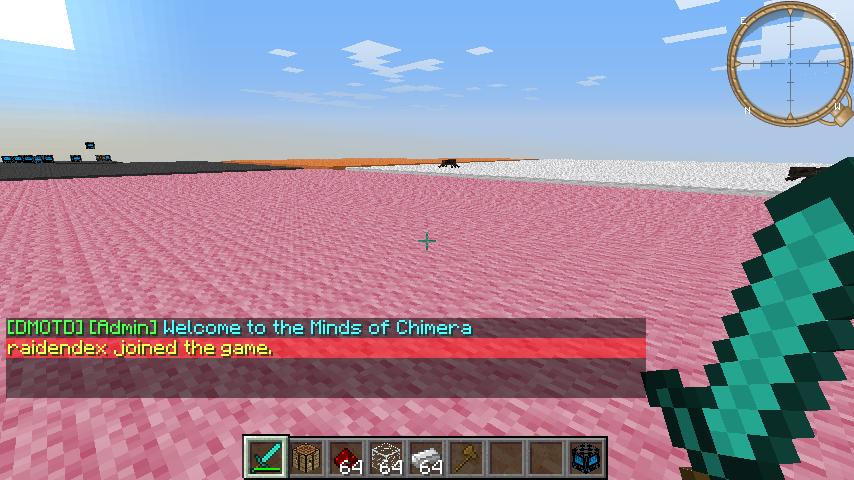 E
S
N
W
[DMOTD] [Admin] Welcome to the Minds of Chimera
raidendex joined the game.
64
64
64